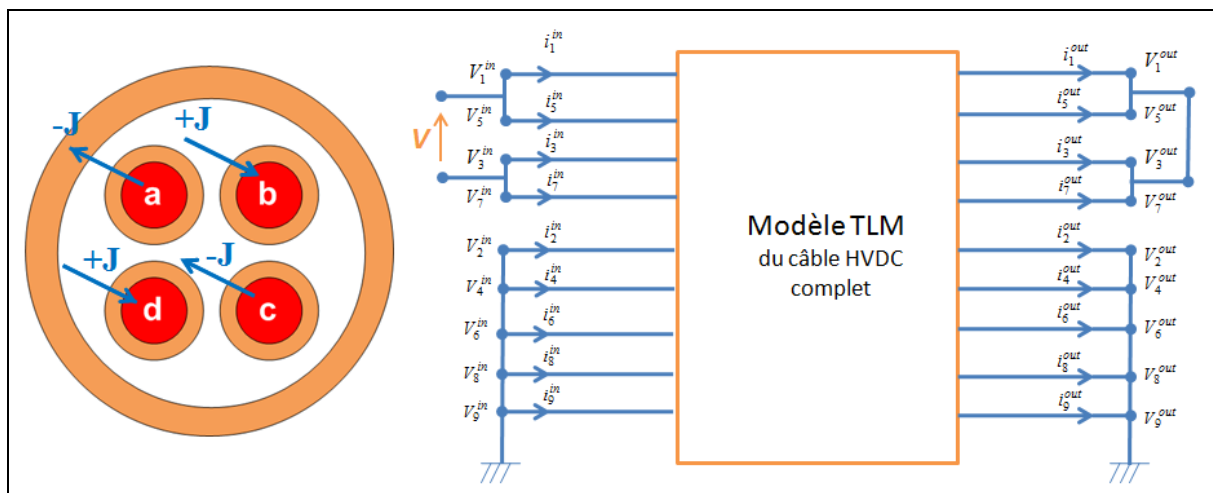 -J
+J
a
b
+J
-J
d
c
V
V₁ⁱⁿ
i₁ⁱⁿ
V₅ⁱⁿ
i₅ⁱⁿ
V₃ⁱⁿ
i₃ⁱⁿ
V₇ⁱⁿ
i₇ⁱⁿ
V₂ⁱⁿ
i₂ⁱⁿ
V₄ⁱⁿ
i₄ⁱⁿ
V₆ⁱⁿ
i₆ⁱⁿ
V₈ⁱⁿ
i₈ⁱⁿ
V₉ⁱⁿ
i₉ⁱⁿ
Modèle TLM
du câble HVDC
complet
i₁ᵒᵘᵗ
V₁ᵒᵘᵗ
i₅ᵒᵘᵗ
V₅ᵒᵘᵗ
i₃ᵒᵘᵗ
V₃ᵒᵘᵗ
i₇ᵒᵘᵗ
V₇ᵒᵘᵗ
i₂ᵒᵘᵗ
V₂ᵒᵘᵗ
i₄ᵒᵘᵗ
V₄ᵒᵘᵗ
i₆ᵒᵘᵗ
V₆ᵒᵘᵗ
i₈ᵒᵘᵗ
V₈ᵒᵘᵗ
i₉ᵒᵘᵗ
V₉ᵒᵘᵗ